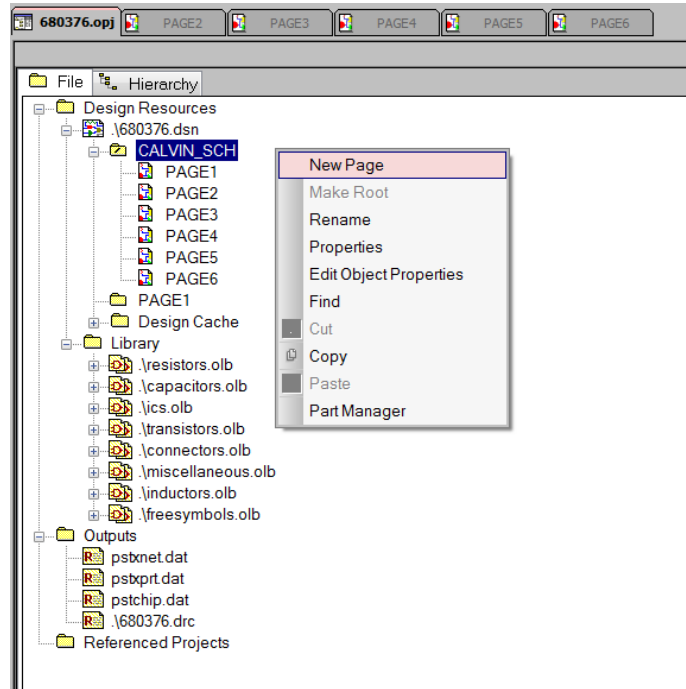 680376.opj PAGE2 PAGE3 PAGE4 PAGE5 PAGE6
File Hierarchy
Design Resources
.\680376.dsn
CALVIN_SCH
PAGE1
PAGE2
PAGE3
PAGE4
PAGE5
PAGE6
PAGE1
Design Cache
Library
.\resistors.olb
.\capacitors.olb
.\ics.olb
.\transistors.olb
.\connectors.olb
.\miscellaneous.olb
.\inductors.olb
.\freesymbols.olb
Outputs
pstxnet.dat
pstxprt.dat
pstchip.dat
.\680376.drc
Referenced Projects
New Page
Make Root
Rename
Properties
Edit Object Properties
Find
Cut
Copy
Paste
Part Manager